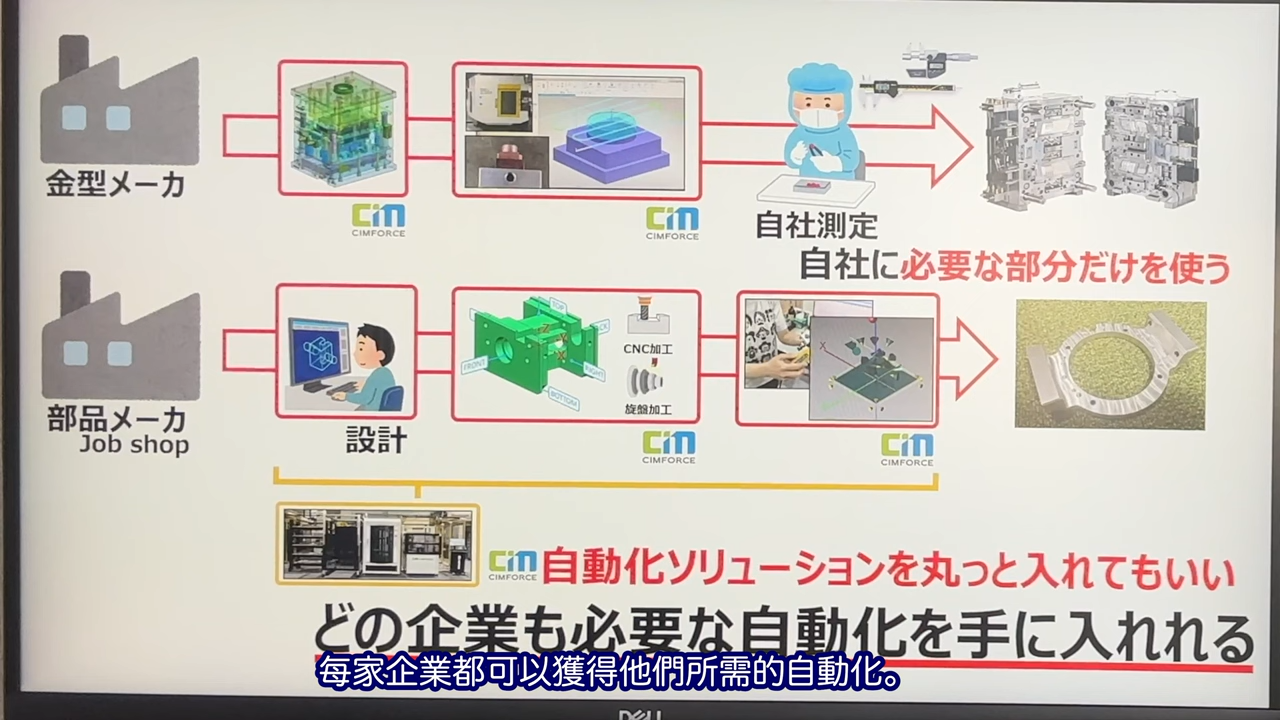 金型メーカ
CIM
CIMFORCE
CIM
CIMFORCE
自社測定
自社に必要な部分だけを使う
部品メーカ
Job shop
設計
FRONT
RIGHT
BOTTOM
Z
Y
X
CNC加工
旋盤加工
CIM
CIMFORCE
X
CIM
CIMFORCE
CIM
CIMFORCE
自動化ソリューションを丸っと入れてもいい
どの企業も必要な自動化を手に入れれる
每家企業都可以獲得他們所需的自動化。
DELL